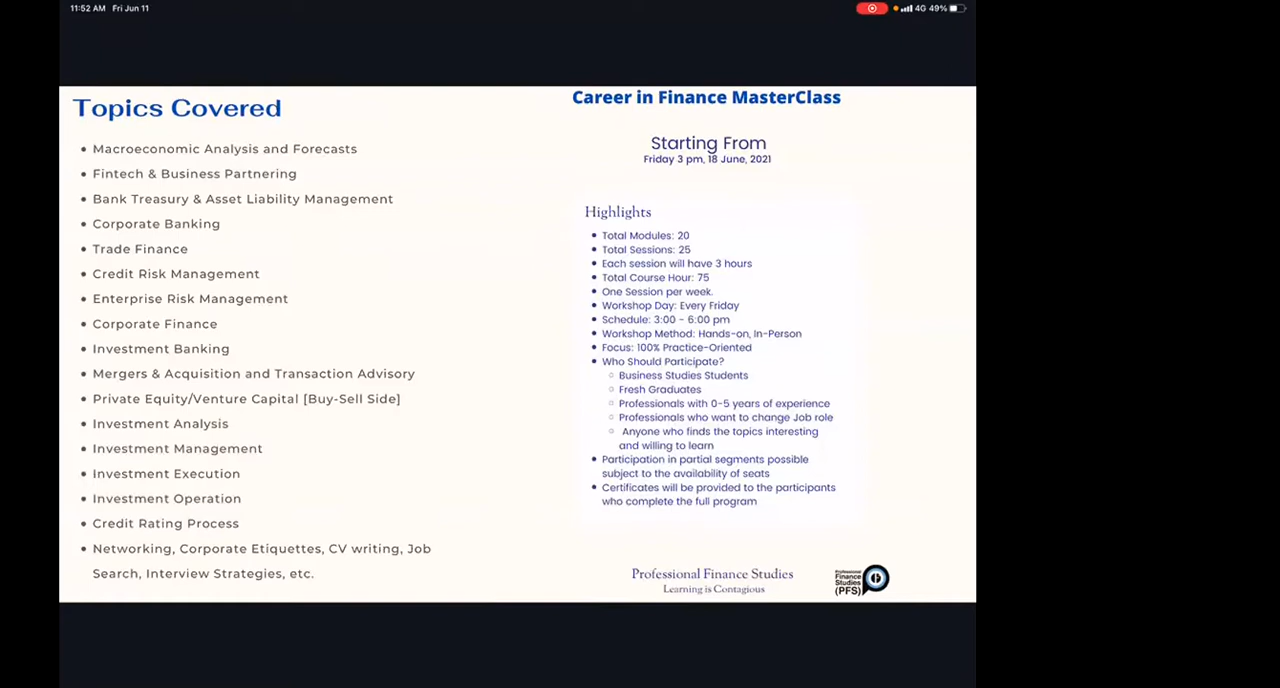 11:52 AM Fri Jun 11
4G 49%
Topics Covered
Macroeconomic Analysis and Forecasts
Fintech & Business Partnering
Bank Treasury & Asset Liability Management
Corporate Banking
Trade Finance
Credit Risk Management
Enterprise Risk Management
Corporate Finance
Investment Banking
Mergers & Acquisition and Transaction Advisory
Private Equity/Venture Capital [Buy-Sell Side]
Investment Analysis
Investment Management
Investment Execution
Investment Operation
Credit Rating Process
Networking, Corporate Etiquettes, CV writing, Job
Search, Interview Strategies, etc.
Career in Finance MasterClass
Starting From
Friday 3 pm, 18 June, 2021
Highlights
Total Modules: 20
Total Sessions: 25
Each session will have 3 hours
Total Course Hour: 75
One Session per week.
Workshop Day: Every Friday
Schedule: 3:00 - 6:00 pm
Workshop Method: Hands-on, In-Person
Focus: 100% Practice-Oriented
Who Should Participate?
Business Studies Students
Fresh Graduates
Professionals with 0-5 years of experience
Professionals who want to change Job role
Anyone who finds the topics interesting
and willing to learn
Participation in partial segments possible
subject to the availability of seats
Certificates will be provided to the participants
who complete the full program
Professional Finance Studies
Learning is Contagious
Professional
Finance
Studies
(PFS)